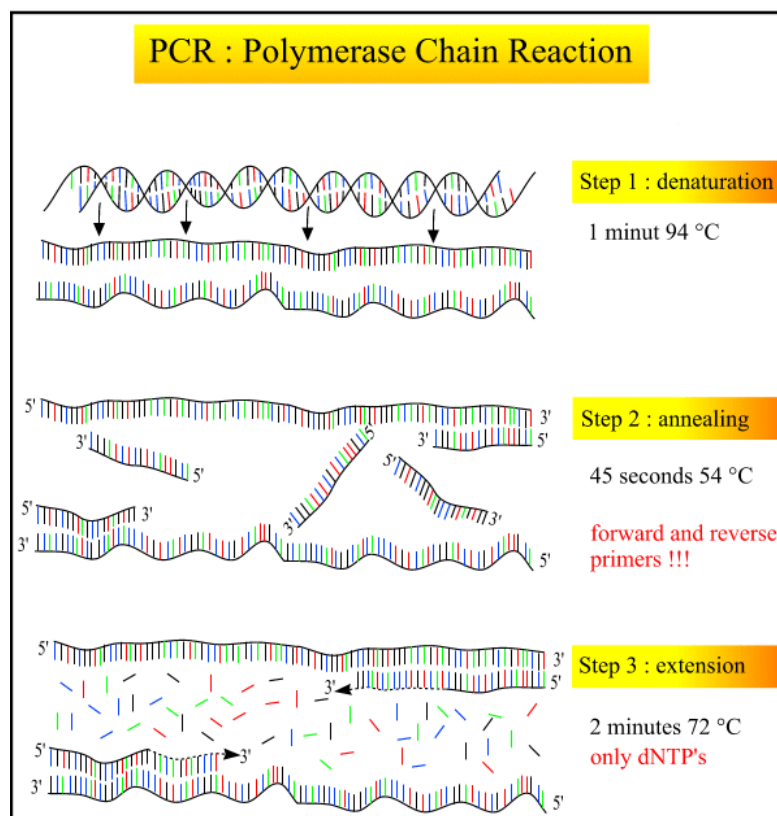 PCR : Polymerase Chain Reaction
Step 1 : denaturation
1 minut 94 °C
5'
3'
Step 2 : annealing
3'
5'
5'
3'
5'
5'
45 seconds 54 °C
5'
3'
3'
3'
forward and reverse
primers !!!
3'
5'
5'
3'
Step 3 : extension
3'
5'
2 minutes 72 °C
only dNTP's
5'
3'
3'
5'